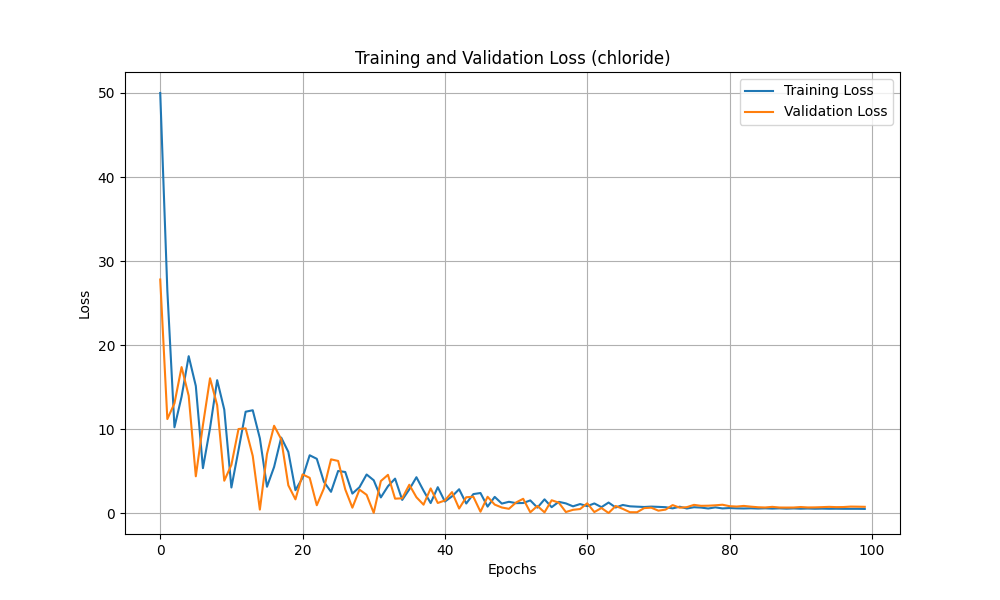 Training and Validation Loss (chloride)
Training Loss
Validation Loss
50
40
30
20
10
0
Loss
0 20 40 60 80 100
Epochs